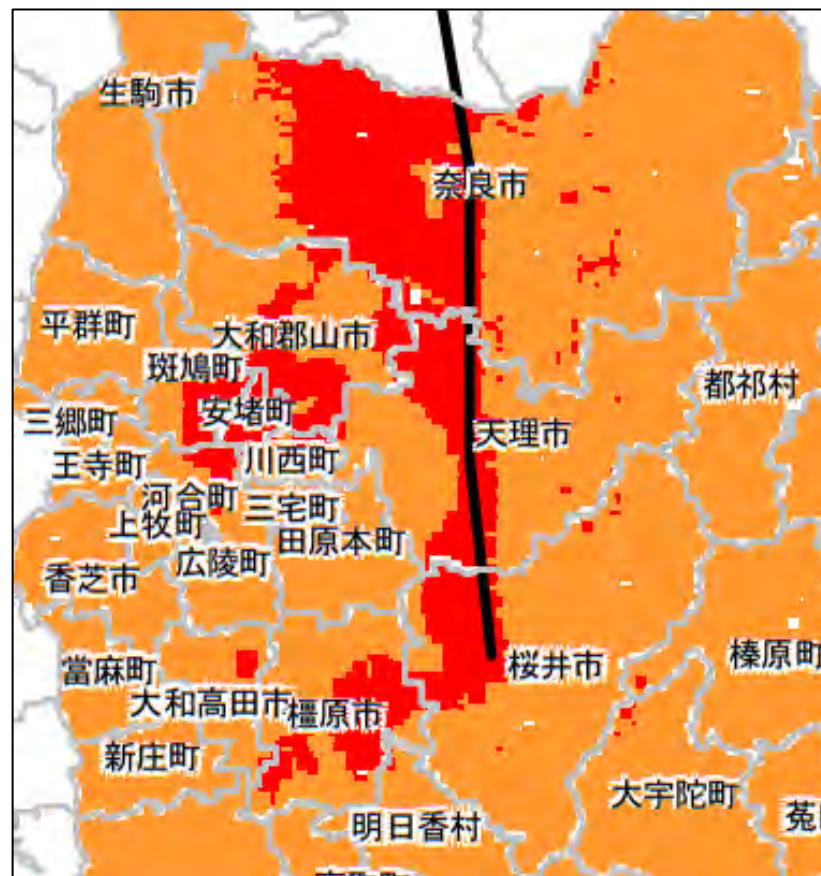 生駒市
奈良市
平群町
大和郡山市
斑鳩町
都祁村
安堵町
三郷町
天理市
王寺町
川西町
河合町
三宅町
上牧町
田原本町
広陵町
香芝市
當麻町
桜井市
榛原町
大和高田市
橿原市
新庄町
大宇陀町
明日香村